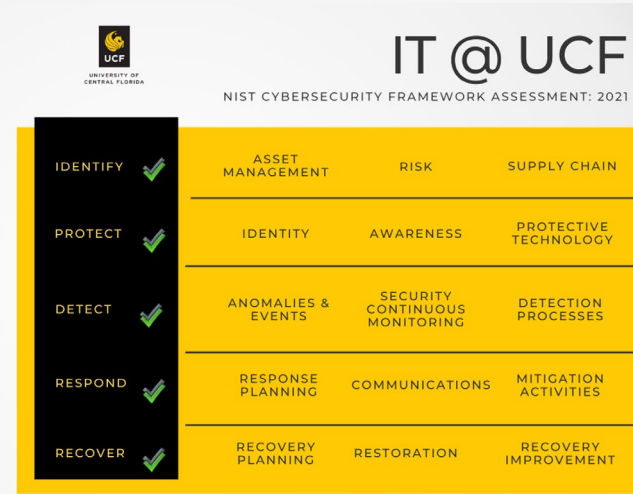 UCF
UNIVERSITY OF
CENTRAL FLORIDA
IT @ UCF
NIST CYBERSECURITY FRAMEWORK ASSESSMENT: 2021
IDENTIFY
ASSET
MANAGEMENT
RISK
SUPPLY CHAIN
PROTECT
IDENTITY
AWARENESS
PROTECTIVE
TECHNOLOGY
DETECT
ANOMALIES &
EVENTS
SECURITY
CONTINUOUS
MONITORING
DETECTION
PROCESSES
RESPOND
RESPONSE
PLANNING
COMMUNICATIONS
MITIGATION
ACTIVITIES
RECOVER
RECOVERY
PLANNING
RESTORATION
RECOVERY
IMPROVEMENT